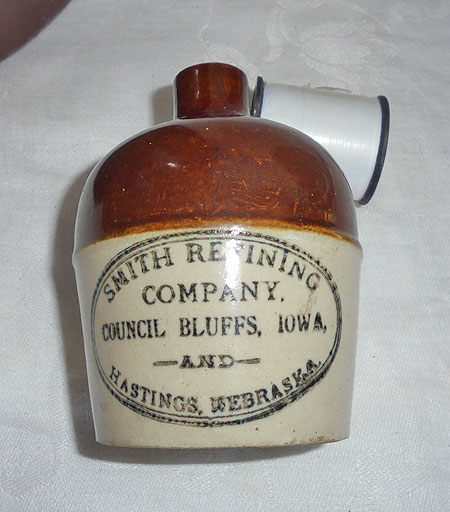 SMITH REFINING
COMPANY.
COUNCIL BLUFFS, IOWA,
—AND—
HASTINGS, NEBRASKA.